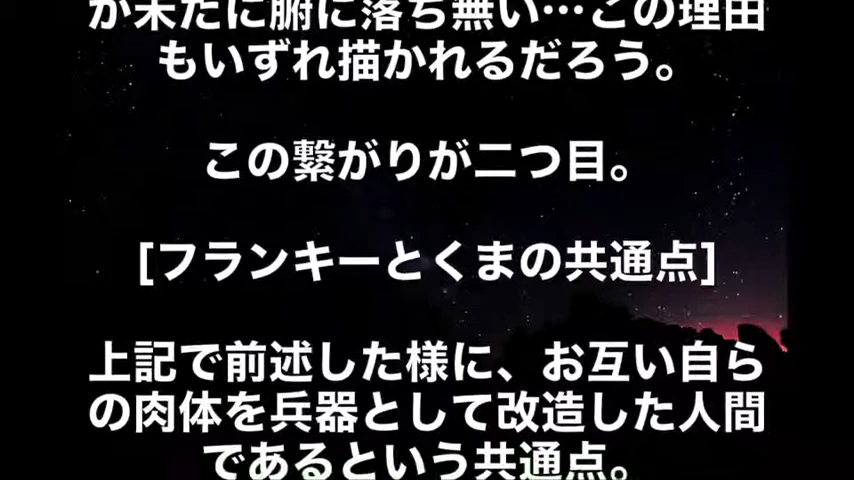 が未だに腑に落ち無い…この理由
もいずれ描かれるだろう。
この繋がりが二つ目。
[フランキーとくまの共通点]
上記で前述した様に、お互い自ら
の肉体を兵器として改造した人間
であるという共通点。